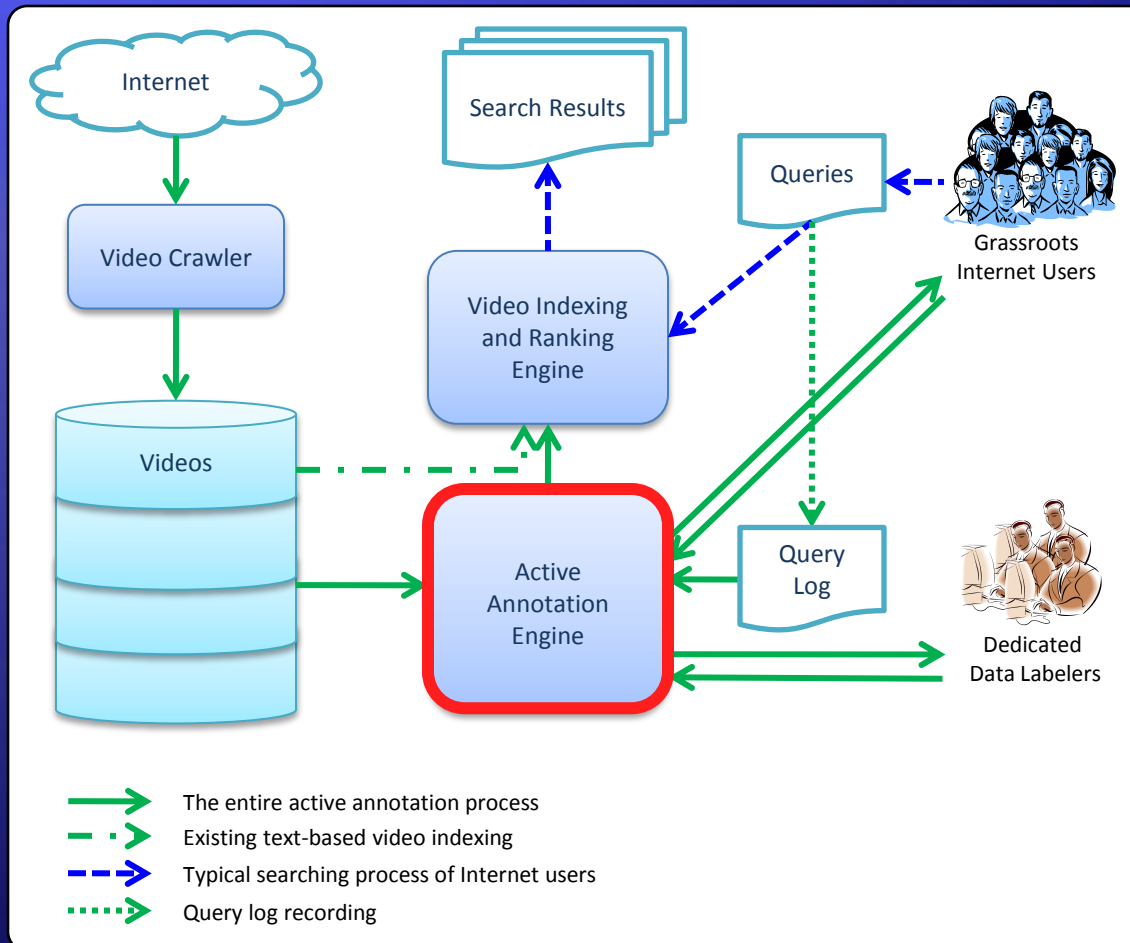 Internet
Search Results
Queries
Grassroots
Internet Users
Video Crawler
Video Indexing
and Ranking
Engine
Videos
Active
Annotation
Engine
Query
Log
Dedicated
Data Labelers
The entire active annotation process
Existing text-based video indexing
Typical searching process of Internet users
Query log recording